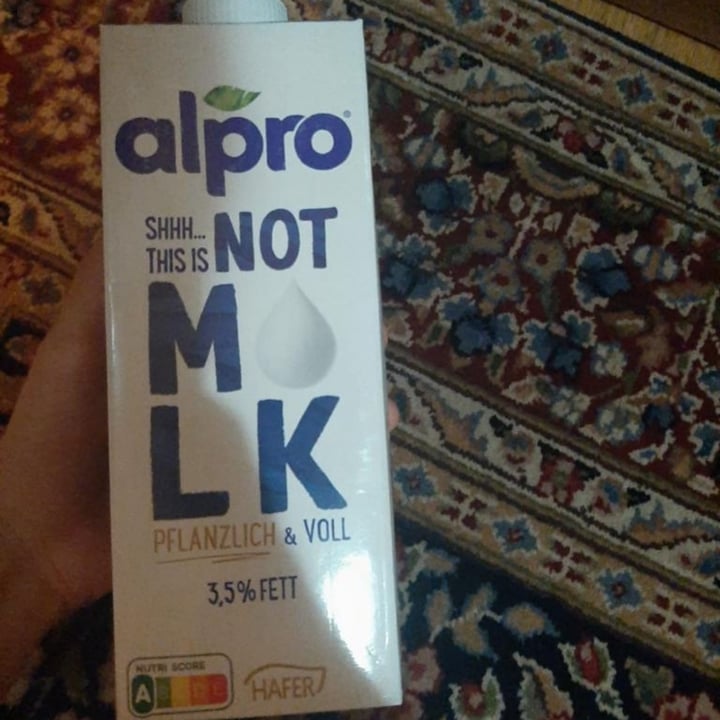 alpro®
SHHH...
THIS IS NOT
M LK
PFLANZLICH & VOLL
3,5% FETT
NUTRI SCORE
A
HAFER